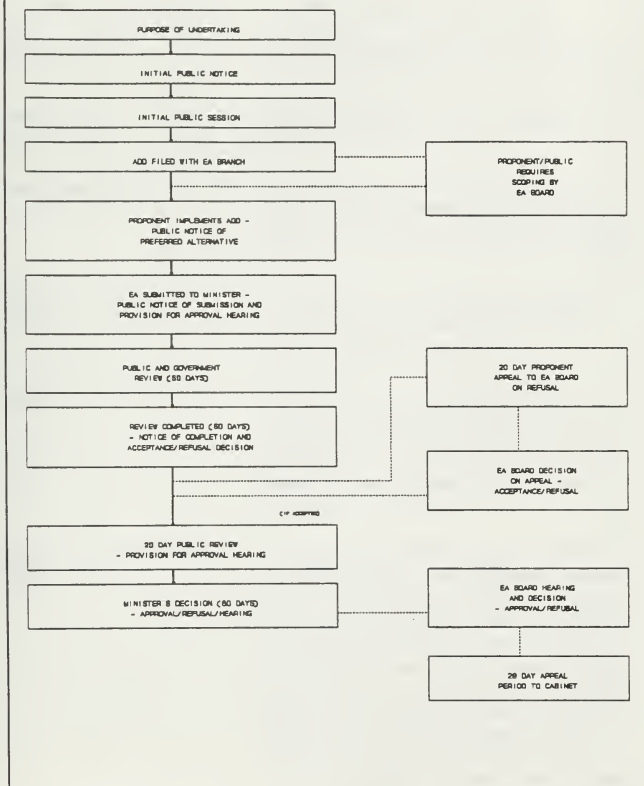 PURPOSE OF UNDERTAKING
INITIAL PUBLIC NOTICE
INITIAL PUBLIC SESSION
ADD FILED WITH EA BRANCH
PROPONENT/PUBLIC
REQUIRES
SCOPING BY
EA BOARD
PROPONENT IMPLEMENTS ADD -
PUBLIC NOTICE OF
PREFERRED ALTERNATIVE
EA SUBMITTED TO MINISTER -
PUBLIC NOTICE OF SUBMISSION AND
PROVISION FOR APPROVAL HEARING
PUBLIC AND GOVERNMENT
REVIEW (60 DAYS)
20 DAY PROPONENT
APPEAL TO EA BOARD
ON REFUSAL
REVIEW COMPLETED (60 DAYS)
- NOTICE OF COMPLETION AND
ACCEPTANCE/REFUSAL DECISION
EA BOARD DECISION
ON APPEAL -
ACCEPTANCE/REFUSAL
(IF ACCEPTED)
20 DAY PUBLIC REVIEW
- PROVISION FOR APPROVAL HEARING
MINISTER S DECISION (60 DAYS)
- APPROVAL/REFUSAL/HEARING
EA BOARD HEARING
AND DECISION
- APPROVAL/REFUSAL
28 DAY APPEAL
PERIOD TO CABINET